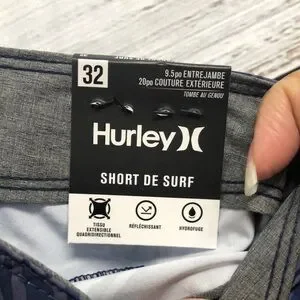 32
9.5po ENTREJAMBE
20po COUTURE EXTÉRIEURE
TOMBE AU GENOU
Hurley
SHORT DE SURF
TISSU
EXTENSIBLE
QUADRIDIRECTIONNEL
RÉFLÉCHISSANT
HYDROFUGE